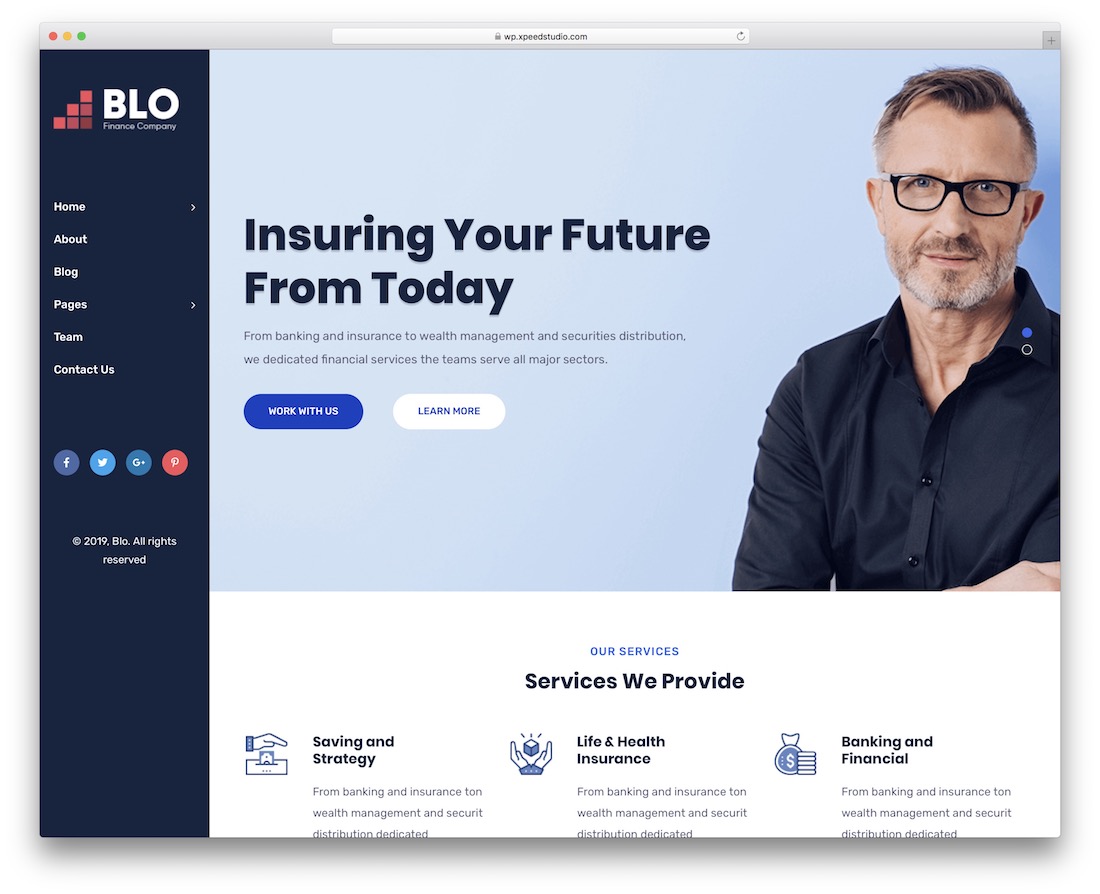 wp.xpeedstudio.com
BLO
Finance Company
Home
About
Blog
Pages
Team
Contact Us
© 2019, Blo. All rights
reserved
Insuring Your Future
From Today
From banking and insurance to wealth management and securities distribution,
we dedicated financial services the teams serve all major sectors.
WORK WITH US
LEARN MORE
OUR SERVICES
Services We Provide
Saving and
Strategy
From banking and insurance ton
wealth management and securit
distribution dedicated
Life & Health
Insurance
From banking and insurance ton
wealth management and securit
distribution dedicated
Banking and
Financial
From banking and insurance ton
wealth management and securit
distribution dedicated